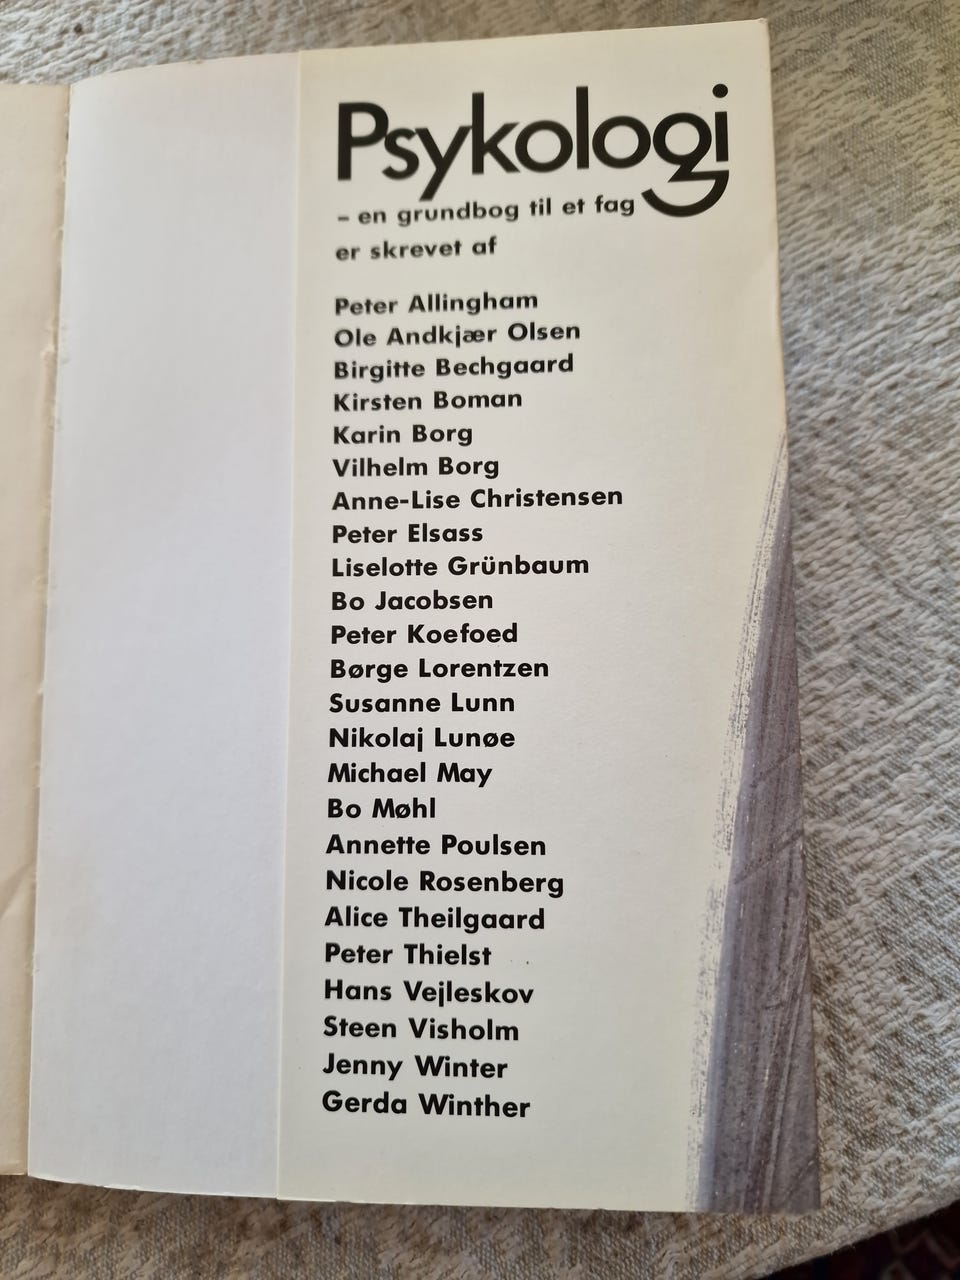 Psykologi
– en grundbog til et fag
er skrevet af
Peter Allingham
Ole Andkjær Olsen
Birgitte Bechgaard
Kirsten Boman
Karin Borg
Vilhelm Borg
Anne-Lise Christensen
Peter Elsass
Liselotte Grünbaum
Bo Jacobsen
Peter Koefoed
Børge Lorentzen
Susanne Lunn
Nikolaj Lunøe
Michael May
Bo Møhl
Annette Poulsen
Nicole Rosenberg
Alice Theilgaard
Peter Thielst
Hans Vejleskov
Steen Visholm
Jenny Winter
Gerda Winther